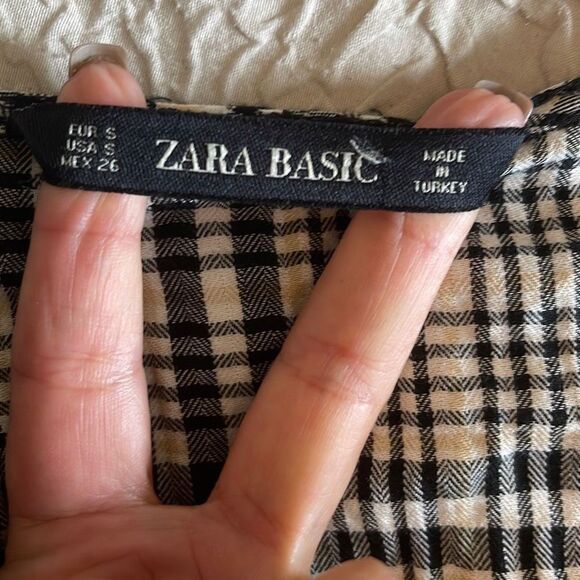 EUR S
USA S
MEX 26
ZARA BASIC
MADE
IN
TURKEY